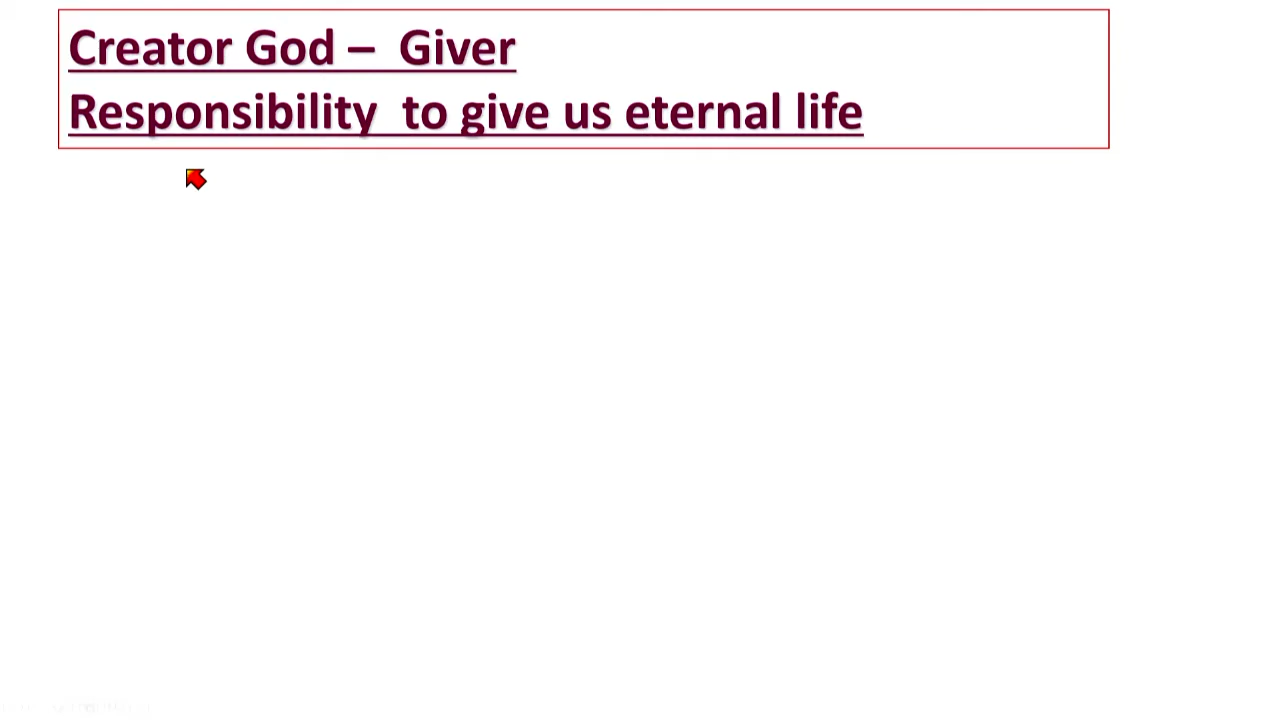 Creator God – Giver
Responsibility to give us eternal life